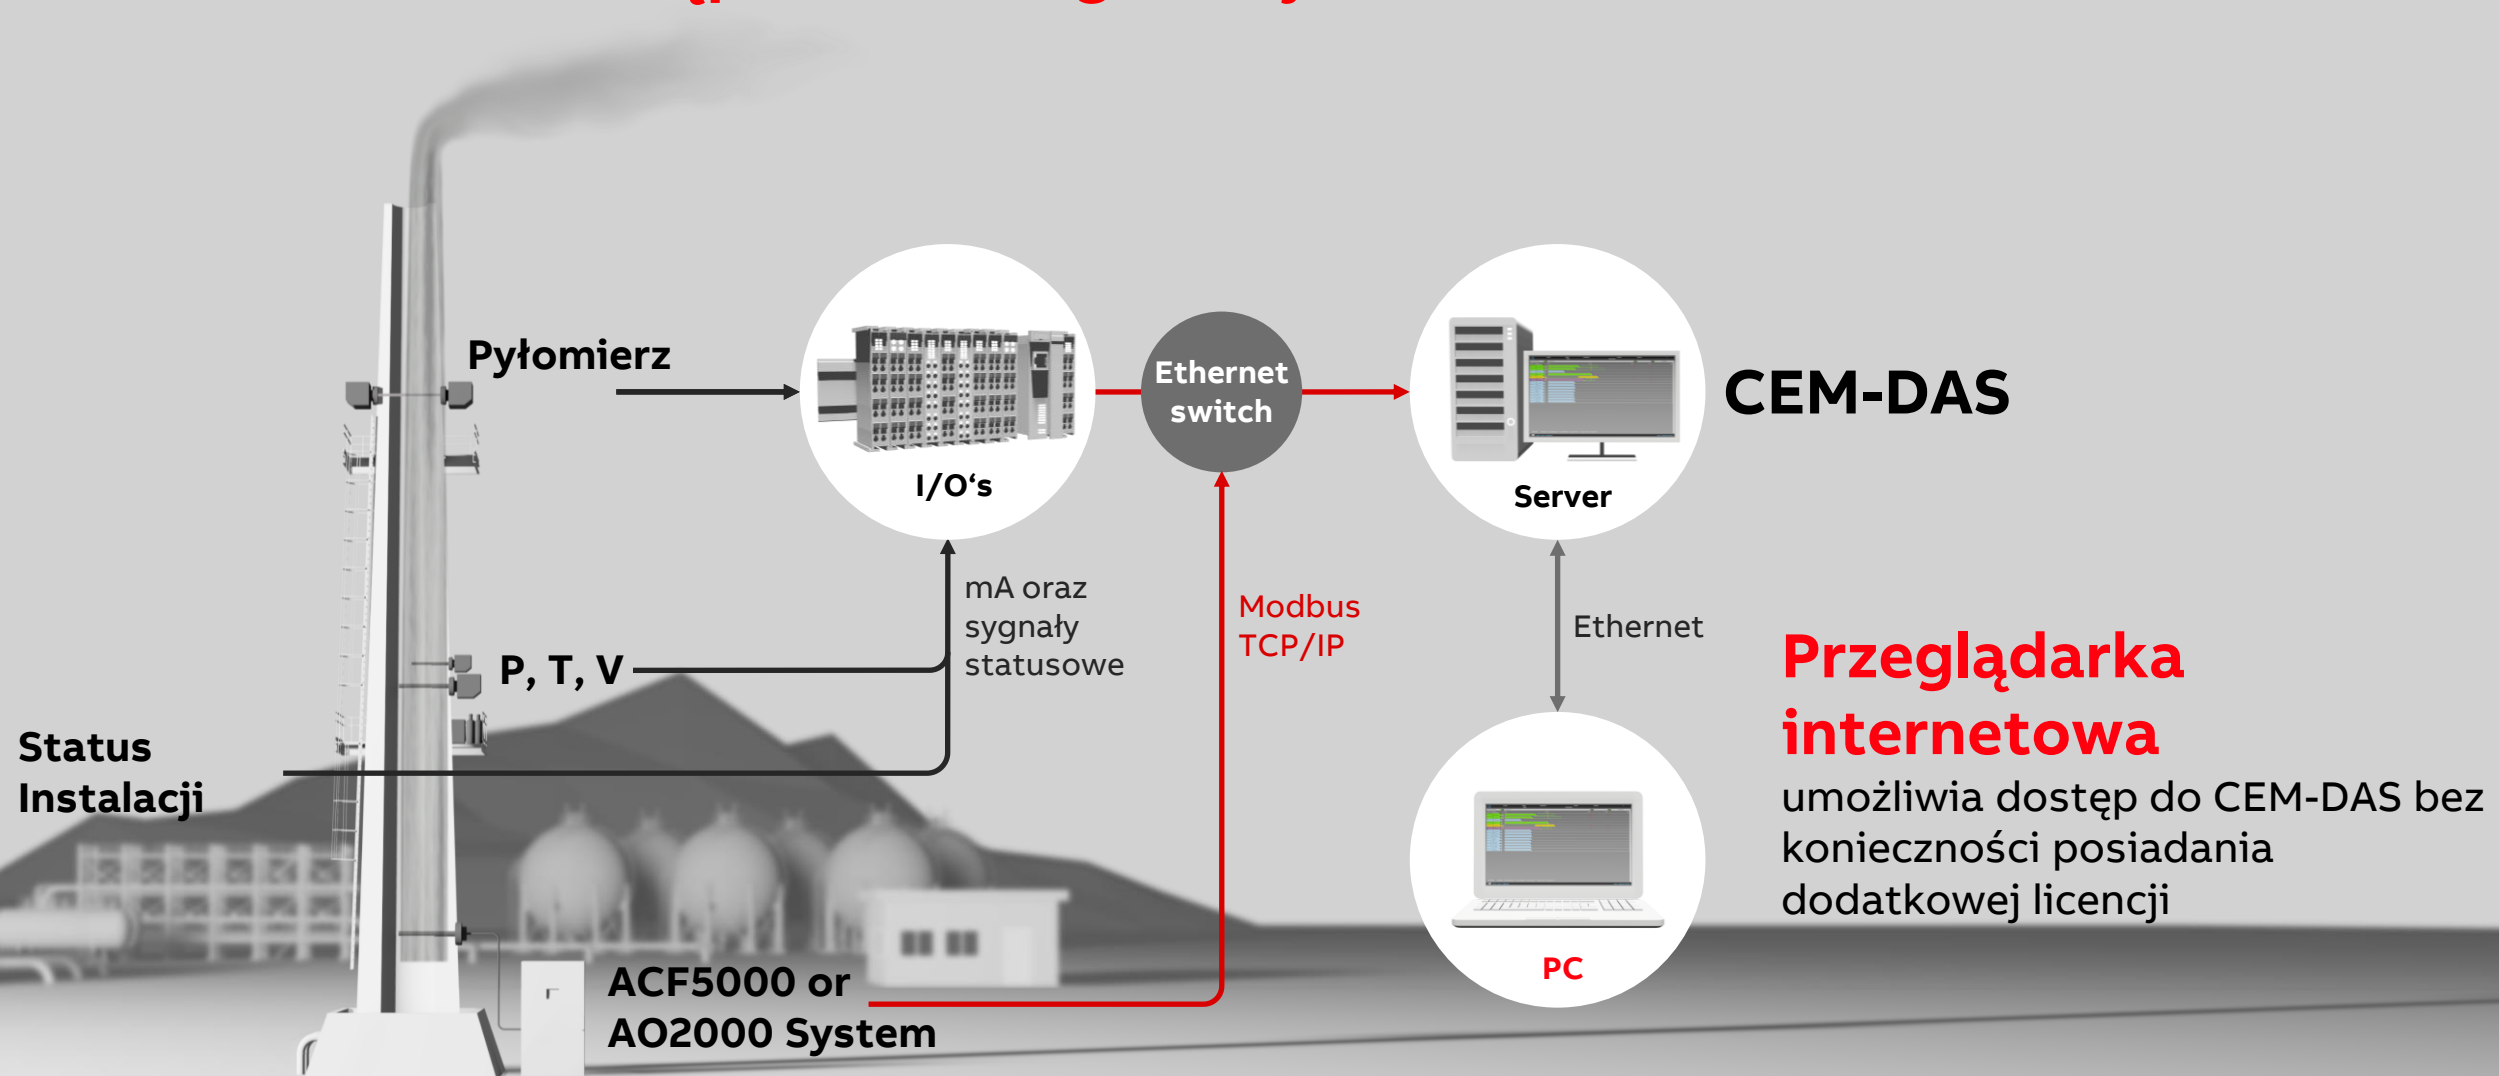 Pyłomierz
I/O‘s
Ethernet
switch
Server
CEM-DAS
mA oraz
sygnały
statusowe
Modbus
TCP/IP
Ethernet
P, T, V
Status
Instalacji
Przeglądarka
internetowa
umożliwia dostęp do CEM-DAS bez
konieczności posiadania
dodatkowej licencji
PC
ACF5000 or
AO2000 System